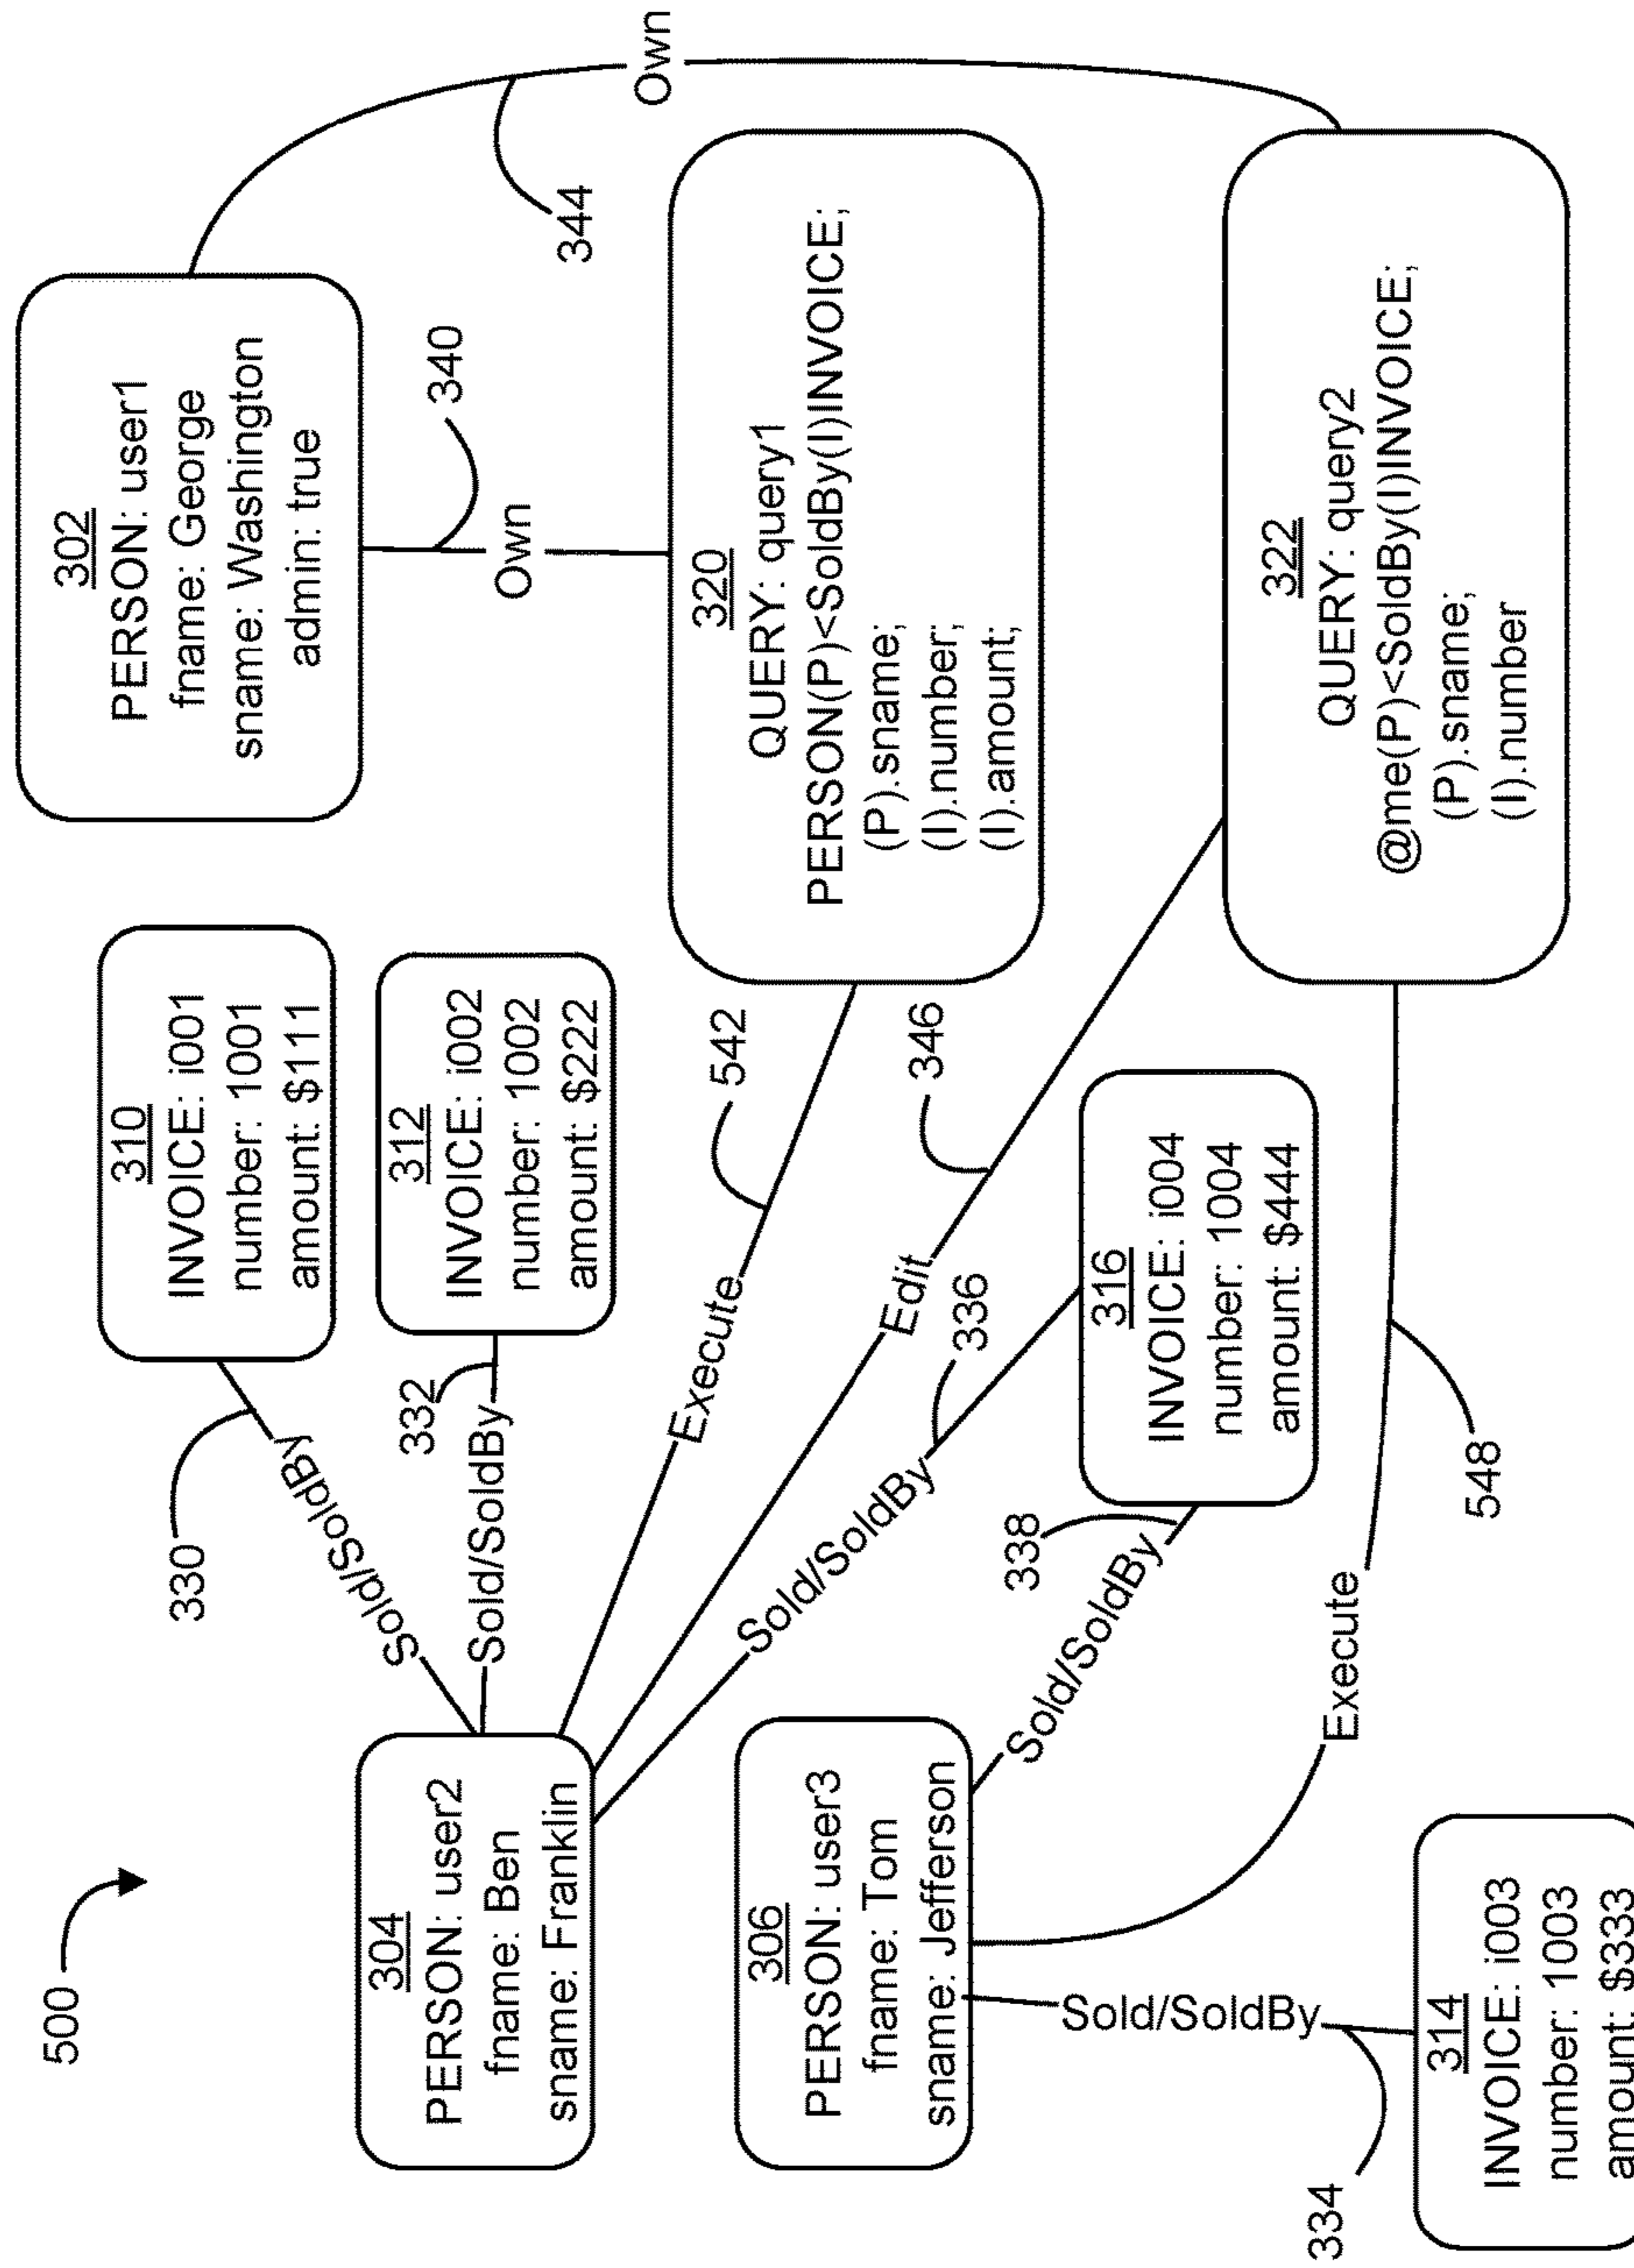 500
304
PERSON: user2
fname: Ben
sname: Franklin
330
Sold/SoldBy
310
INVOICE: i001
number: 1001
amount: $111
332
Sold/SoldBy
312
INVOICE: i002
number: 1002
amount: $222
302
PERSON: user1
fname: George
sname: Washington
admin: true
340
Own
344
Own
Execute
542
320
QUERY: query1
PERSON(P)<SoldBy(I)INVOICE;
(P).sname;
(I).number;
(I).amount;
Edit
346
Sold/SoldBy
336
306
PERSON: user3
fname: Tom
sname: Jefferson
Sold/SoldBy
338
316
INVOICE: i004
number: 1004
amount: $444
322
QUERY: query2
@me(P)<SoldBy(I)INVOICE;
(P).sname;
(I).number
Execute
548
Sold/SoldBy
334
314
INVOICE: i003
number: 1003
amount: $333